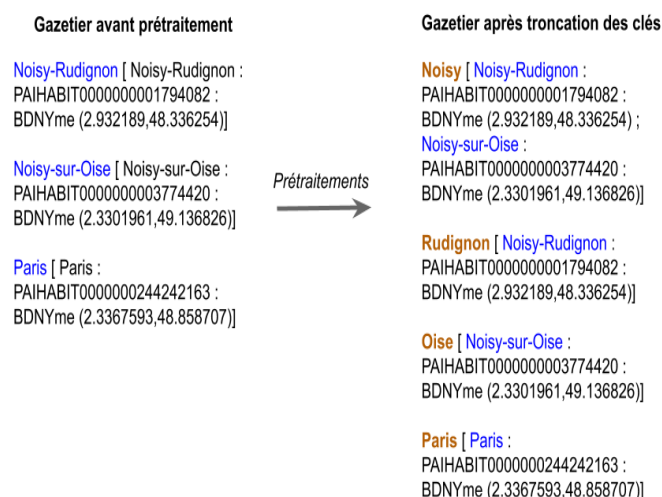 Gazetier avant prétraitement
Noisy-Rudignon [ Noisy-Rudignon :
PAIHABIT0000000001794082 :
BDNYme (2.932189,48.336254)]
Noisy-sur-Oise [ Noisy-sur-Oise :
PAIHABIT0000000003774420 :
BDNYme (2.3301961,49.136826)]
Paris [ Paris :
PAIHABIT0000000244242163 :
BDNYme (2.3367593,48.858707)]
Prétraitements
Gazetier après troncation des clés
Noisy [ Noisy-Rudignon :
PAIHABIT0000000001794082 :
BDNYme (2.932189,48.336254) ;
Noisy-sur-Oise :
PAIHABIT0000000003774420 :
BDNYme (2.3301961,49.136826)]
Rudignon [ Noisy-Rudignon :
PAIHABIT0000000001794082 :
BDNYme (2.932189,48.336254)]
Oise [ Noisy-sur-Oise :
PAIHABIT0000000003774420 :
BDNYme (2.3301961,49.136826)]
Paris [ Paris :
PAIHABIT0000000244242163 :
BDNYme (2.3367593,48.858707)]